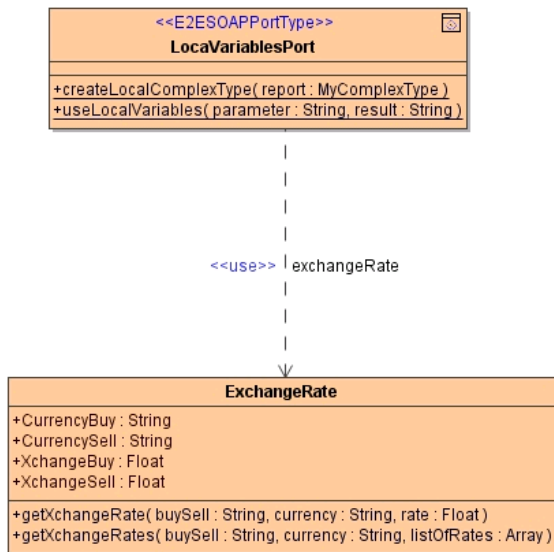 <<E2ESOAPPortType>>
LocaVariablesPort
+createLocalComplexType( report : MyComplexType )
+useLocalVariables( parameter : String, result : String )
<<use>> exchangeRate
ExchangeRate
+CurrencyBuy : String
+CurrencySell : String
+XchangeBuy : Float
+XchangeSell : Float
+getXchangeRate( buySell : String, currency : String, rate : Float )
+getXchangeRates( buySell : String, currency : String, listOfRates : Array )